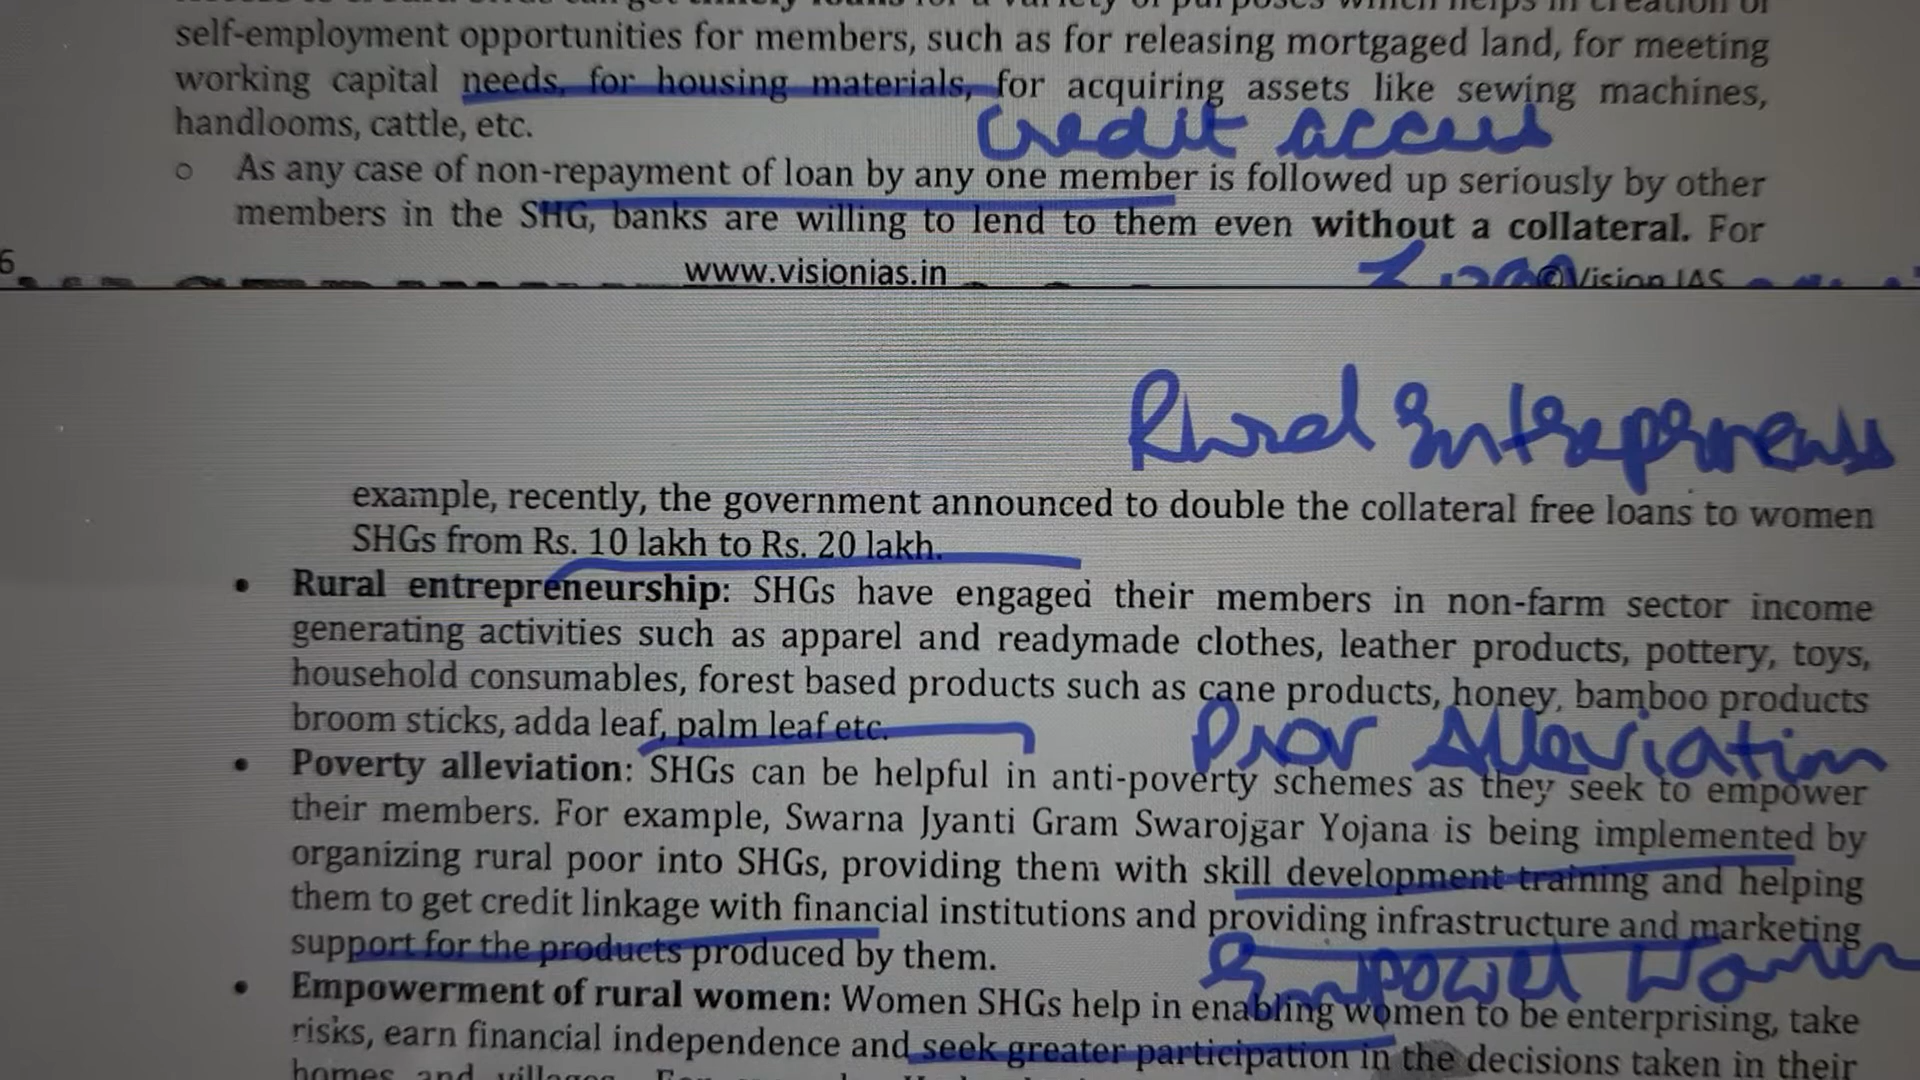 self-employment opportunities for members, such as for releasing mortgaged land, for meeting
working capital needs, for housing materials, for acquiring assets like sewing machines,
handlooms, cattle, etc.
Credit access
o As any case of non-repayment of loan by any one member is followed up seriously by other
members in the SHG, banks are willing to lend to them even without a collateral. For
6
www.visionias.in
©Vision IAS
Rural
example, recently, the government announced to double the collateral free loans to women
SHGs from Rs. 10 lakh to Rs. 20 lakh.
• Rural entrepreneurship: SHGs have engaged their members in non-farm sector income
generating activities such as apparel and readymade clothes, leather products, pottery, toys,
household consumables, forest based products such as cane products, honey, bamboo products
broom sticks, adda leaf, palm leaf etc.
Alleviation
• Poverty alleviation: SHGs can be helpful in anti-poverty schemes as they seek to empower
their members. For example, Swarna Jyanti Gram Swarojgar Yojana is being implemented by
organizing rural poor into SHGs, providing them with skill development training and helping
them to get credit linkage with financial institutions and providing infrastructure and marketing
support for the products produced by them.
Empower Women
• Empowerment of rural women: Women SHGs help in enabling women to be enterprising, take
risks, earn financial independence and seek greater participation in the decisions taken in their
homes and villages.